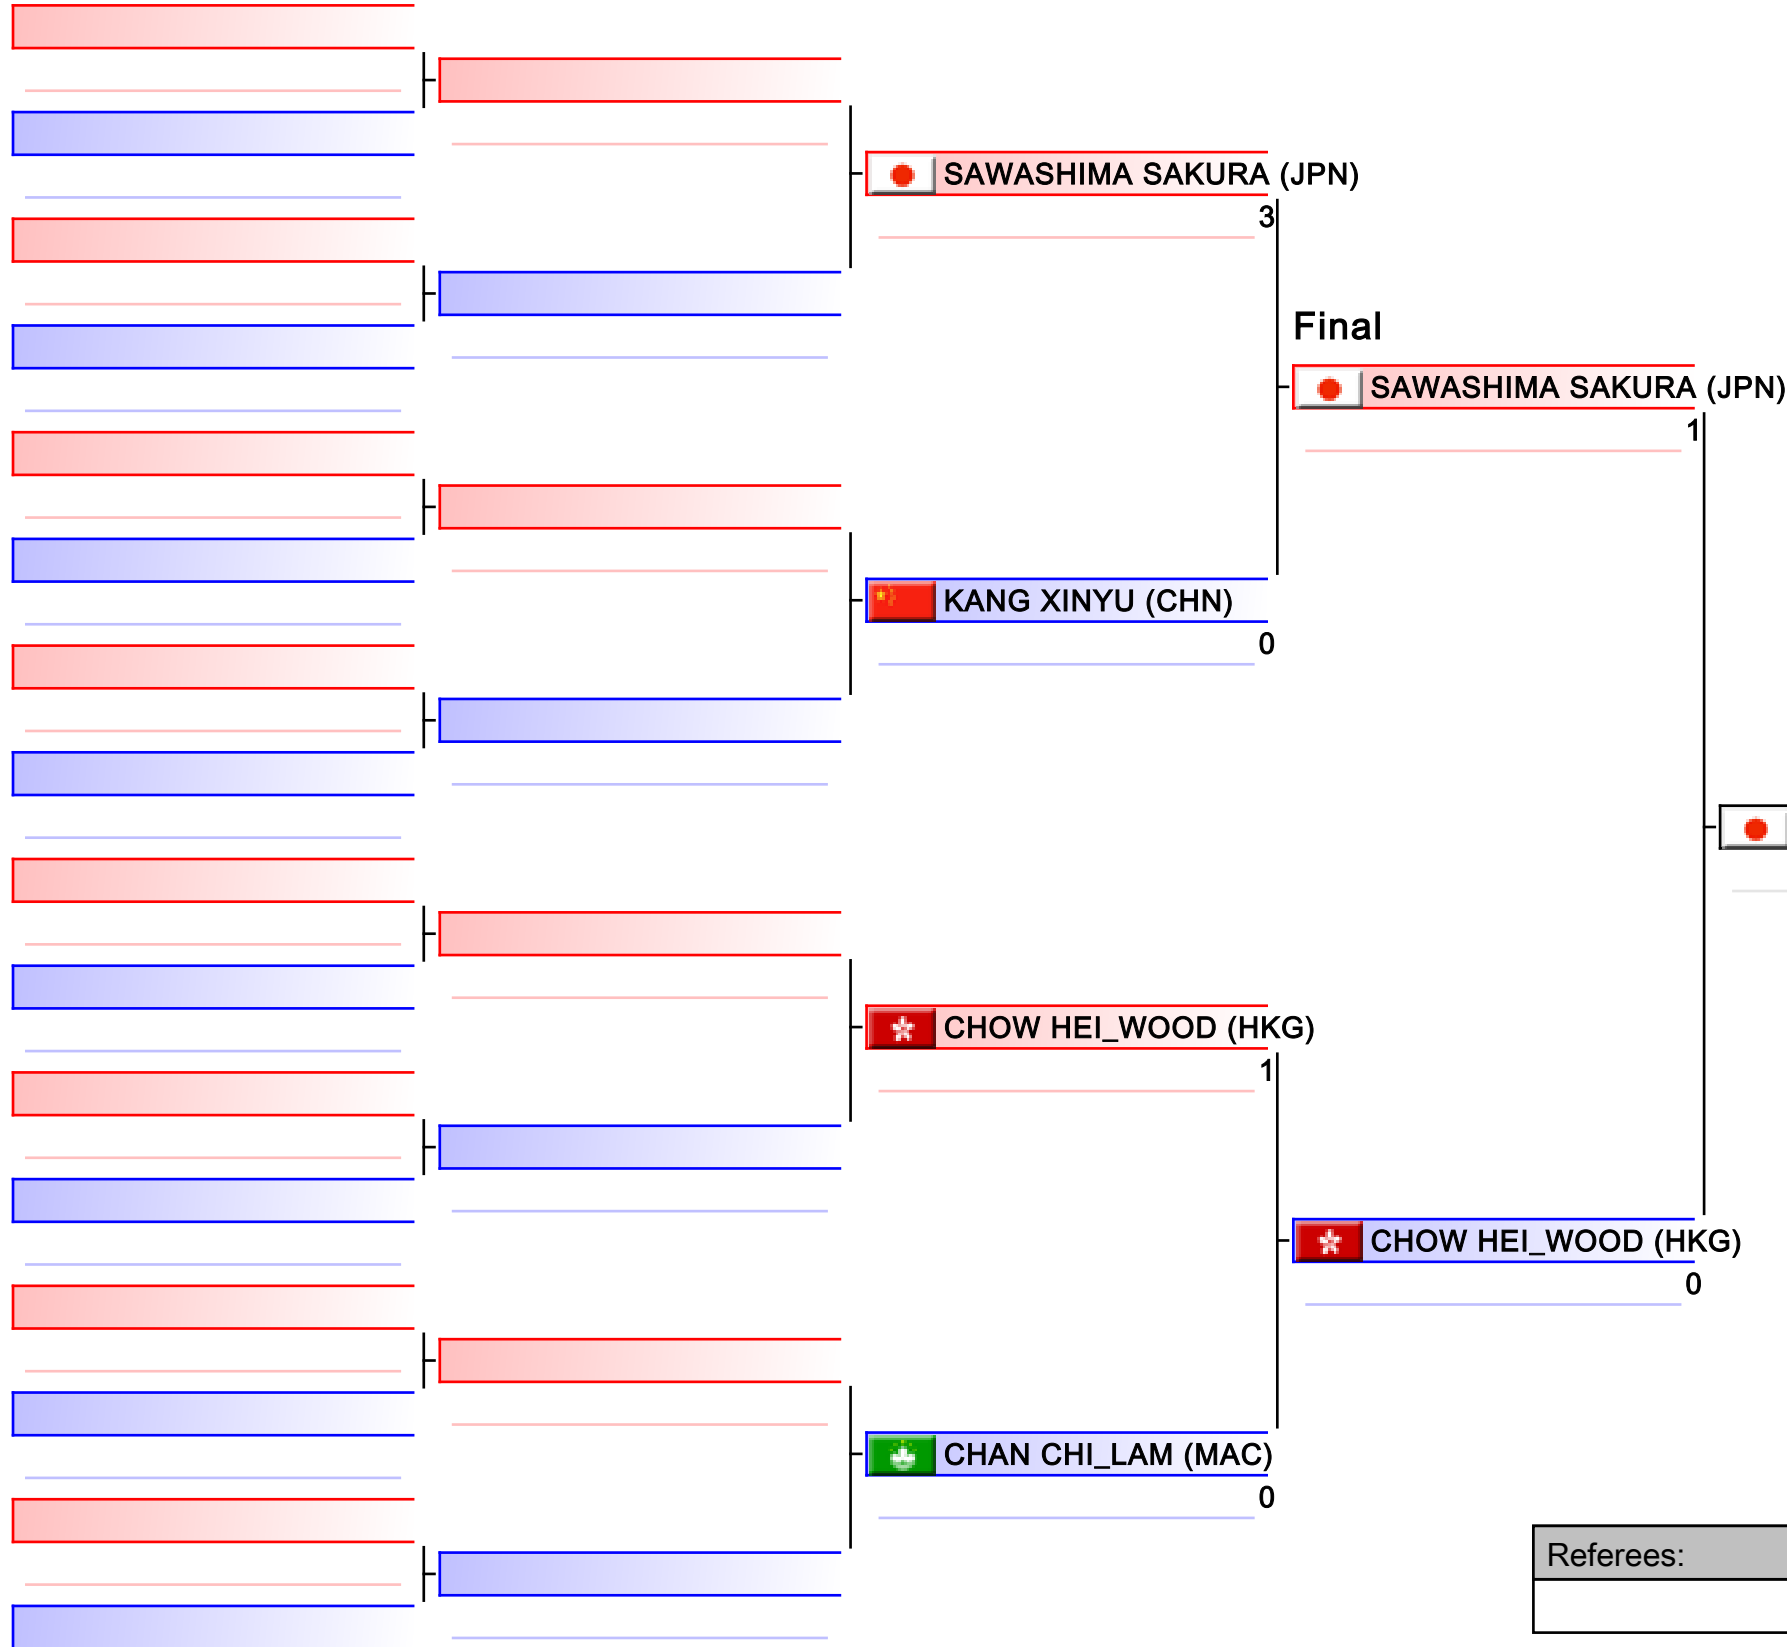 SAWASHIMA SAKURA (JPN)
3
Final
SAWASHIMA SAKURA (JPN)
1
KANG XINYU (CHN)
0
CHOW HEI_WOOD (HKG)
1
CHOW HEI_WOOD (HKG)
0
CHAN CHI_LAM (MAC)
0
Referees: